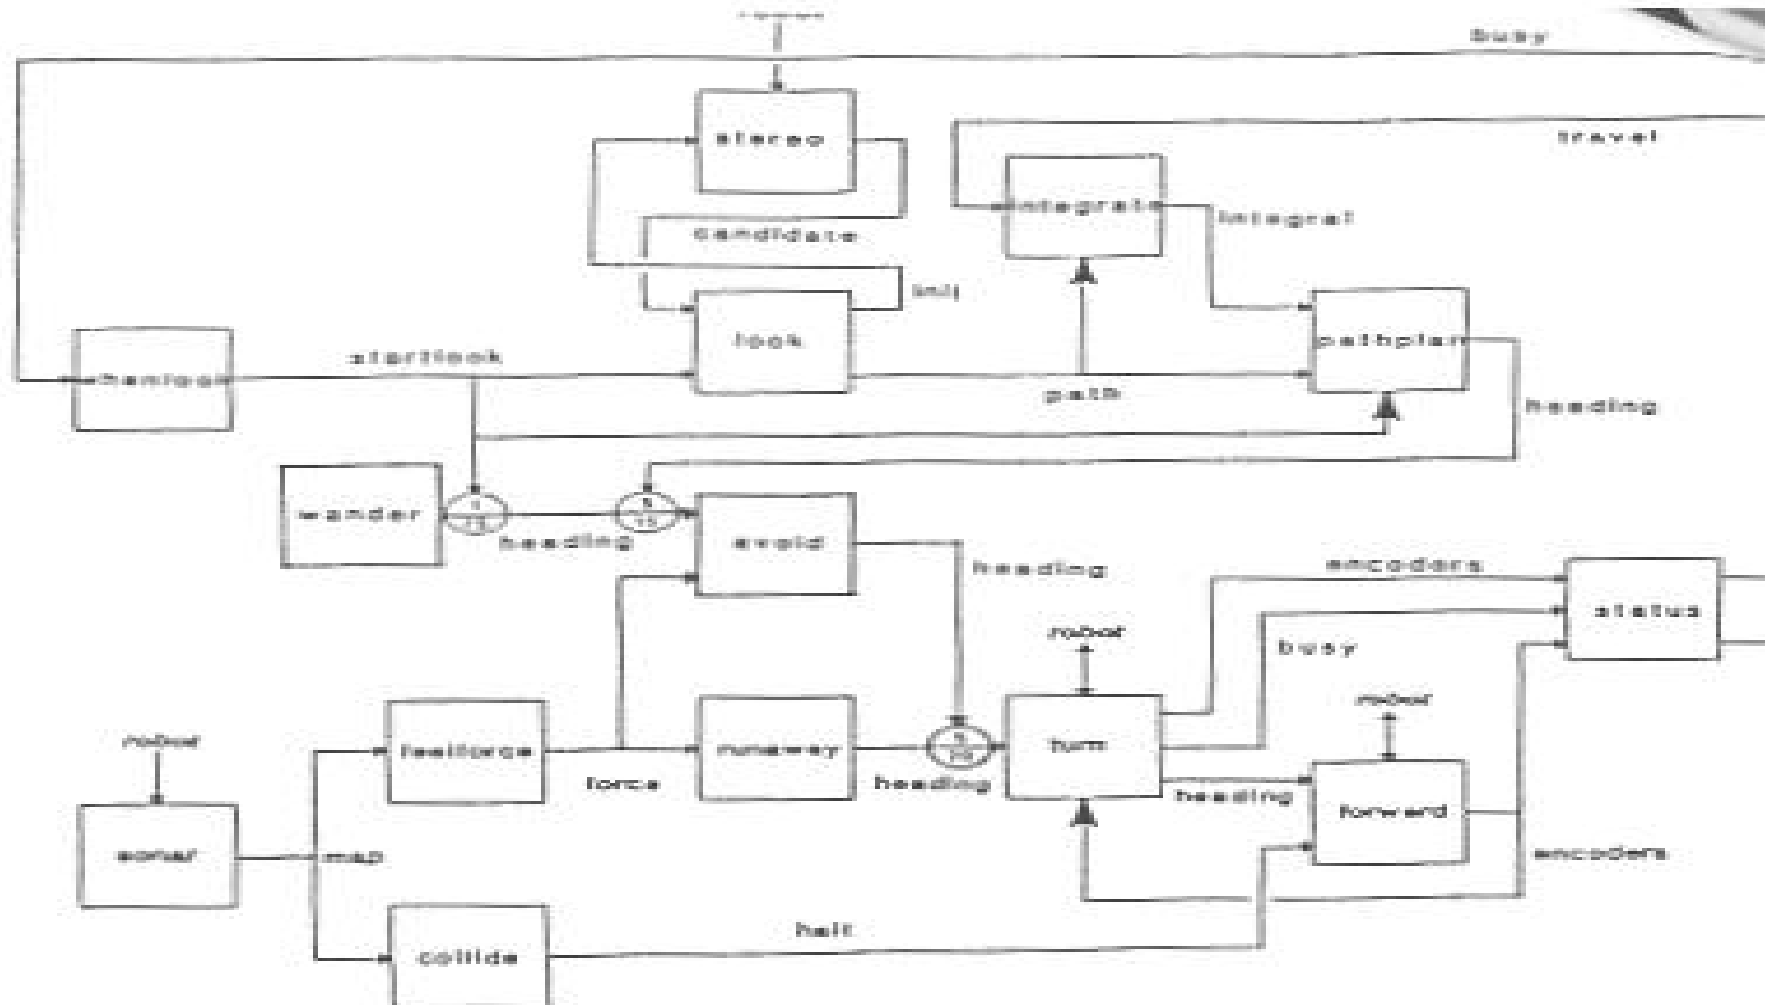 busy
travel
stereo
integrate
integral
candidate
init
look
pathplan
startlook
whenlook
path
heading
wander
heading
avoid
heading
encoders
status
robot
busy
robot
robot
feelforce
runaway
turn
force
heading
heading
forward
sonar
map
encoders
halt
collide